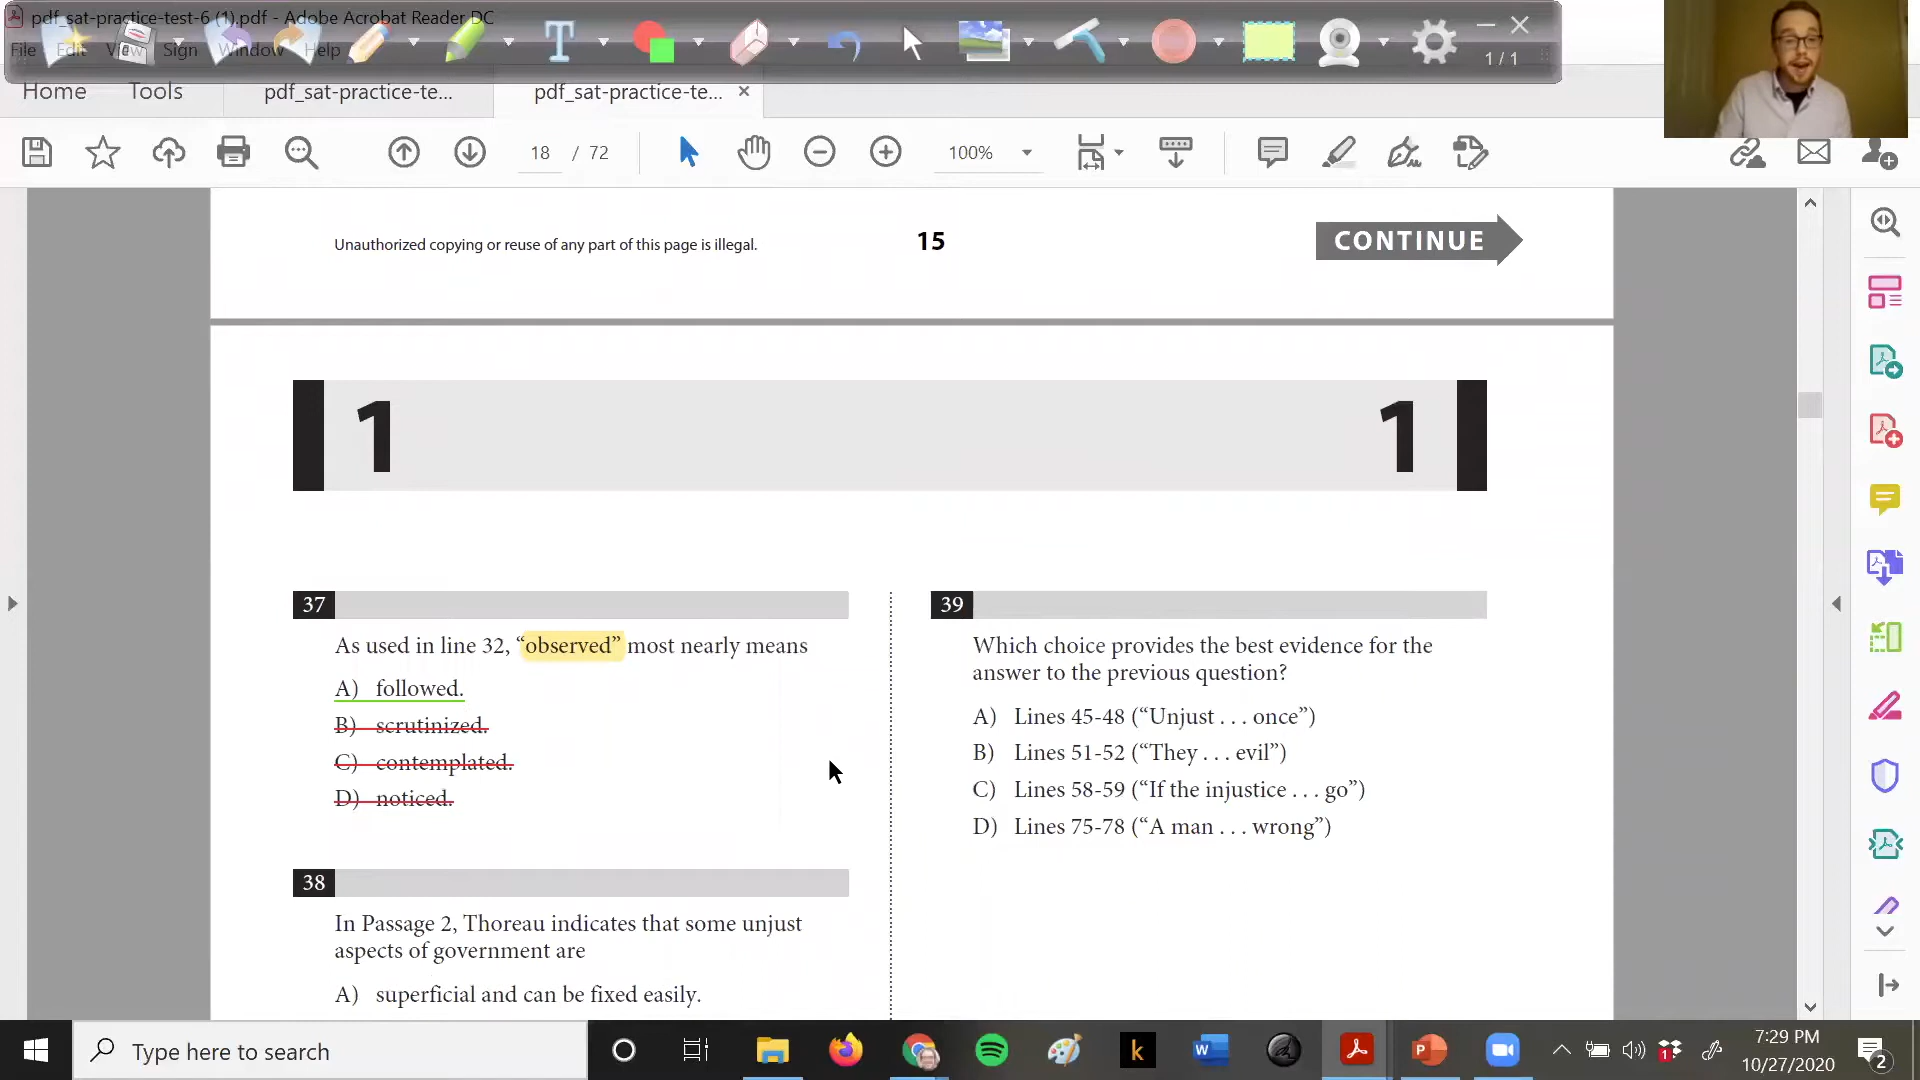 pdf_sat-practice-test-6 (1).pdf - Adobe Acrobat Reader DC
File Edit View Sign Window Help
1 / 1
Home Tools pdf_sat-practice-te... pdf_sat-practice-te...
18 / 72 100%
Unauthorized copying or reuse of any part of this page is illegal. 15 CONTINUE
1 1
37
As used in line 32, “observed” most nearly means
A) followed.
B) scrutinized.
C) contemplated.
D) noticed.
38
In Passage 2, Thoreau indicates that some unjust
aspects of government are
A) superficial and can be fixed easily.
39
Which choice provides the best evidence for the
answer to the previous question?
A) Lines 45-48 (“Unjust . . . once”)
B) Lines 51-52 (“They . . . evil”)
C) Lines 58-59 (“If the injustice . . . go”)
D) Lines 75-78 (“A man . . . wrong”)
Type here to search
7:29 PM
10/27/2020
2